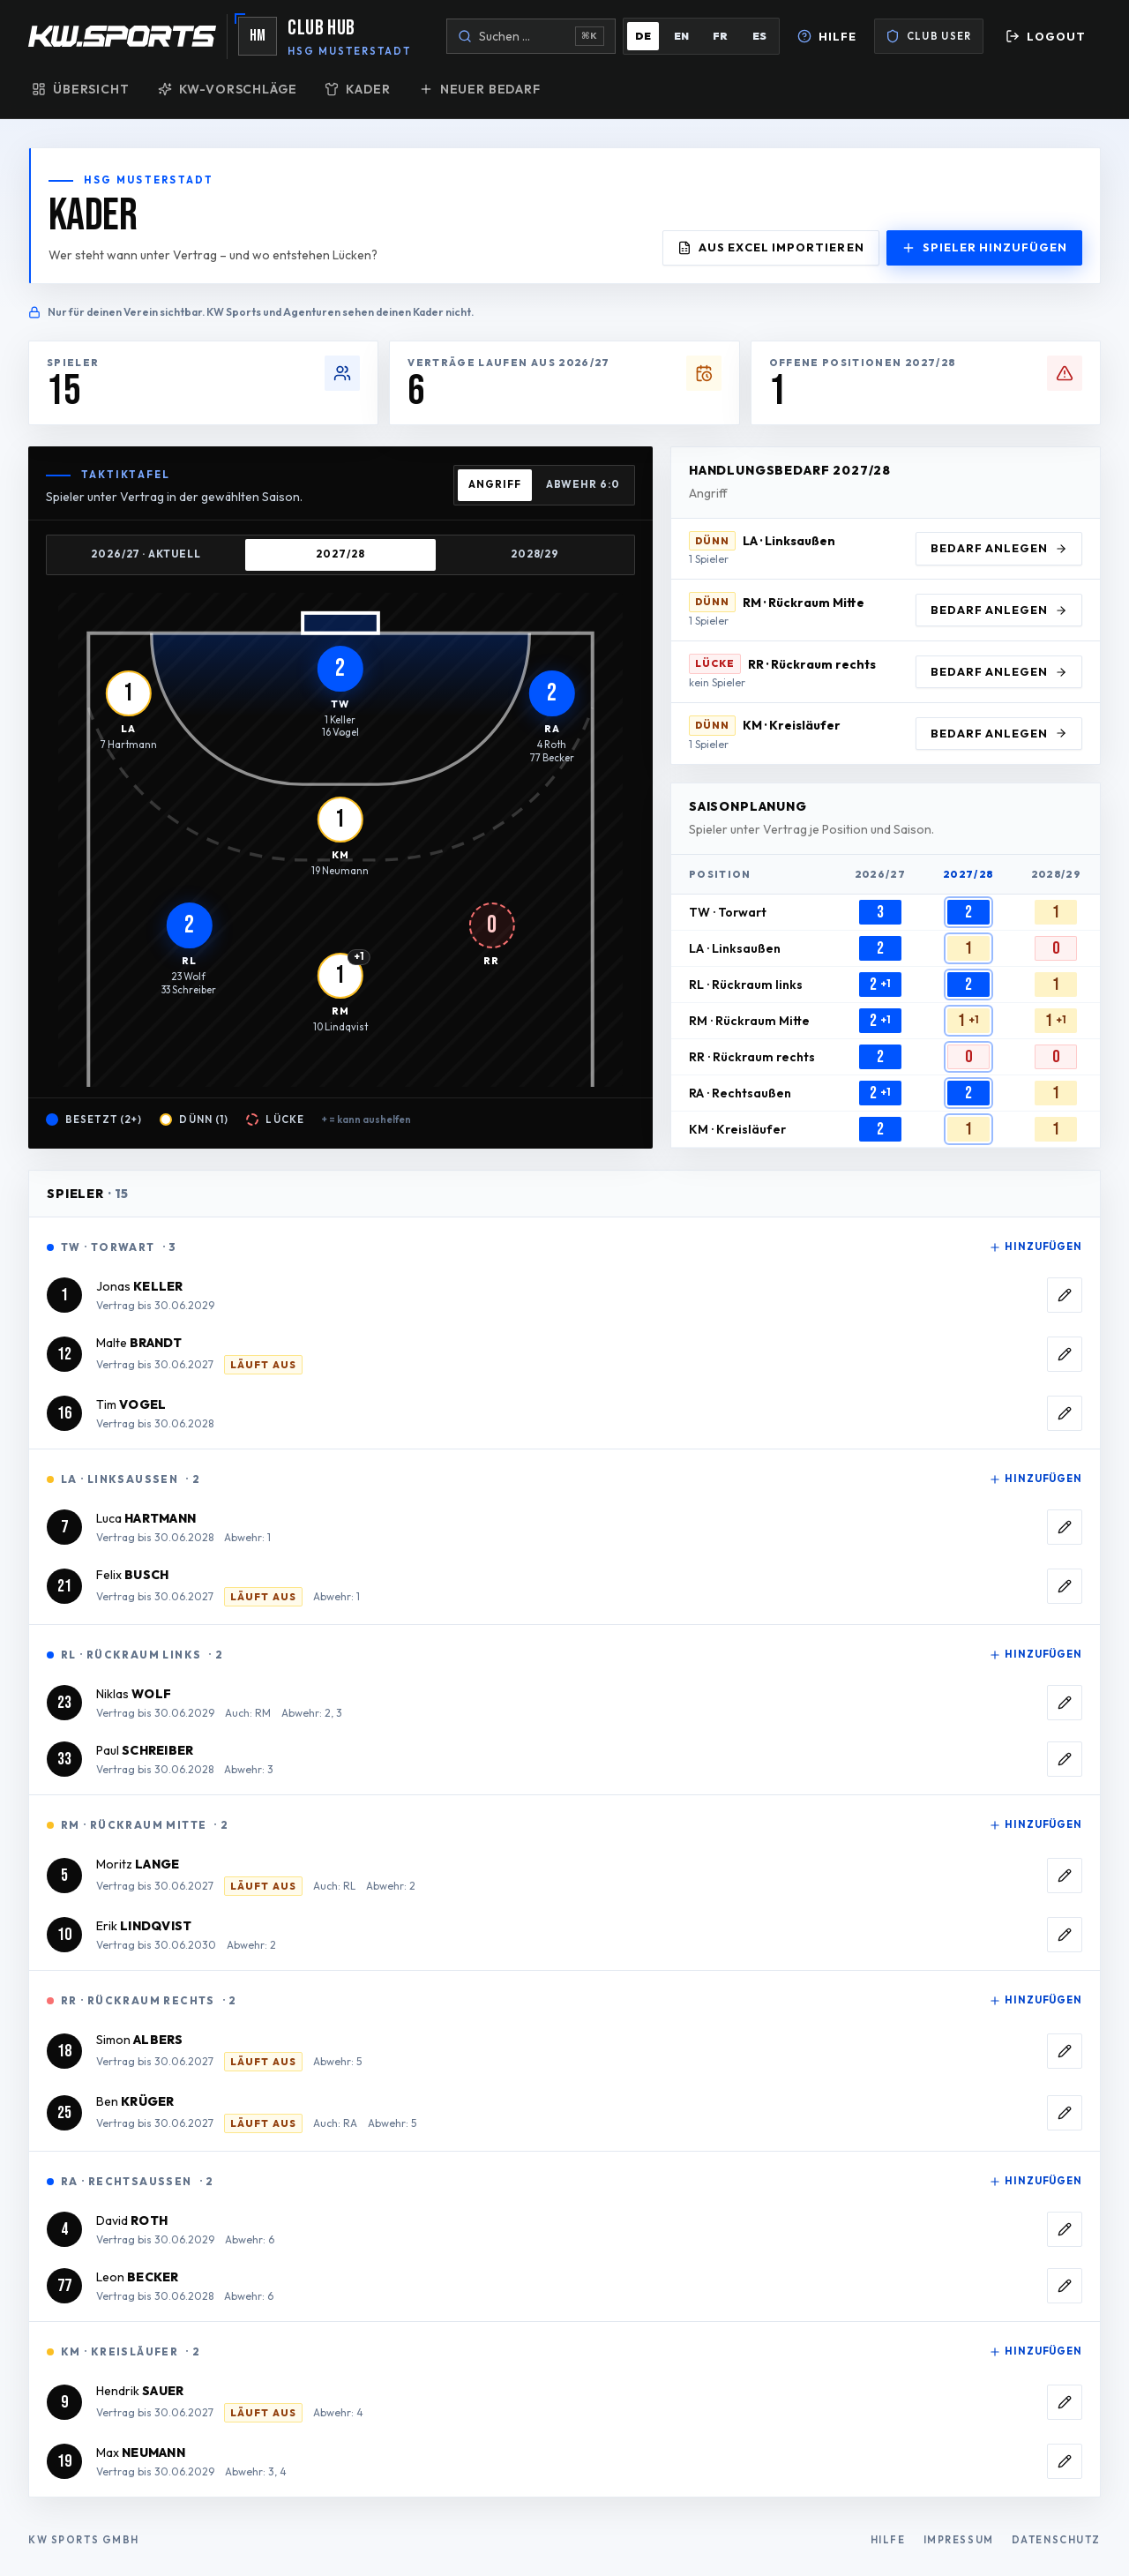 KW.SPORTS
HM
CLUB HUB
HSG MUSTERSTADT
Suchen ...
⌘K
DE EN FR ES
HILFE
CLUB USER
LOGOUT
ÜBERSICHT
KW-VORSCHLÄGE
KADER
NEUER BEDARF
HSG MUSTERSTADT
KADER
Wer steht wann unter Vertrag – und wo entstehen Lücken?
AUS EXCEL IMPORTIEREN
SPIELER HINZUFÜGEN
Nur für deinen Verein sichtbar. KW Sports und Agenturen sehen deinen Kader nicht.
SPIELER
15
VERTRÄGE LAUFEN AUS 2026/27
6
OFFENE POSITIONEN 2027/28
1
TAKTIKTAFEL
Spieler unter Vertrag in der gewählten Saison.
ANGRIFF
ABWEHR 6:0
2026/27 · AKTUELL
2027/28
2028/29
2
TW
1 Keller
16 Vogel
1
LA
7 Hartmann
2
RA
4 Roth
77 Becker
1
KM
19 Neumann
2
RL
23 Wolf
33 Schreiber
0
RR
1
+1
RM
10 Lindqvist
BESETZT (2+)
DÜNN (1)
LÜCKE
+ = kann aushelfen
HANDLUNGSBEDARF 2027/28
Angriff
DÜNN LA · Linksaußen
1 Spieler
BEDARF ANLEGEN
DÜNN RM · Rückraum Mitte
1 Spieler
BEDARF ANLEGEN
LÜCKE RR · Rückraum rechts
kein Spieler
BEDARF ANLEGEN
DÜNN KM · Kreisläufer
1 Spieler
BEDARF ANLEGEN
SAISONPLANUNG
Spieler unter Vertrag je Position und Saison.
POSITION 2026/27 2027/28 2028/29
TW · Torwart 3 2 1
LA · Linksaußen 2 1 0
RL · Rückraum links 2 +1 2 1
RM · Rückraum Mitte 2 +1 1 +1 1 +1
RR · Rückraum rechts 2 0 0
RA · Rechtsaußen 2 +1 2 1
KM · Kreisläufer 2 1 1
SPIELER · 15
TW · TORWART · 3
HINZUFÜGEN
1
Jonas KELLER
Vertrag bis 30.06.2029
12
Malte BRANDT
Vertrag bis 30.06.2027 LÄUFT AUS
16
Tim VOGEL
Vertrag bis 30.06.2028
LA · LINKSAUSSEN · 2
HINZUFÜGEN
7
Luca HARTMANN
Vertrag bis 30.06.2028 Abwehr: 1
21
Felix BUSCH
Vertrag bis 30.06.2027 LÄUFT AUS Abwehr: 1
RL · RÜCKRAUM LINKS · 2
HINZUFÜGEN
23
Niklas WOLF
Vertrag bis 30.06.2029 Auch: RM Abwehr: 2, 3
33
Paul SCHREIBER
Vertrag bis 30.06.2028 Abwehr: 3
RM · RÜCKRAUM MITTE · 2
HINZUFÜGEN
5
Moritz LANGE
Vertrag bis 30.06.2027 LÄUFT AUS Auch: RL Abwehr: 2
10
Erik LINDQVIST
Vertrag bis 30.06.2030 Abwehr: 2
RR · RÜCKRAUM RECHTS · 2
HINZUFÜGEN
18
Simon ALBERS
Vertrag bis 30.06.2027 LÄUFT AUS Abwehr: 5
25
Ben KRÜGER
Vertrag bis 30.06.2027 LÄUFT AUS Auch: RA Abwehr: 5
RA · RECHTSAUSSEN · 2
HINZUFÜGEN
4
David ROTH
Vertrag bis 30.06.2029 Abwehr: 6
77
Leon BECKER
Vertrag bis 30.06.2028 Abwehr: 6
KM · KREISLÄUFER · 2
HINZUFÜGEN
9
Hendrik SAUER
Vertrag bis 30.06.2027 LÄUFT AUS Abwehr: 4
19
Max NEUMANN
Vertrag bis 30.06.2029 Abwehr: 3, 4
KW SPORTS GMBH
HILFE
IMPRESSUM
DATENSCHUTZ